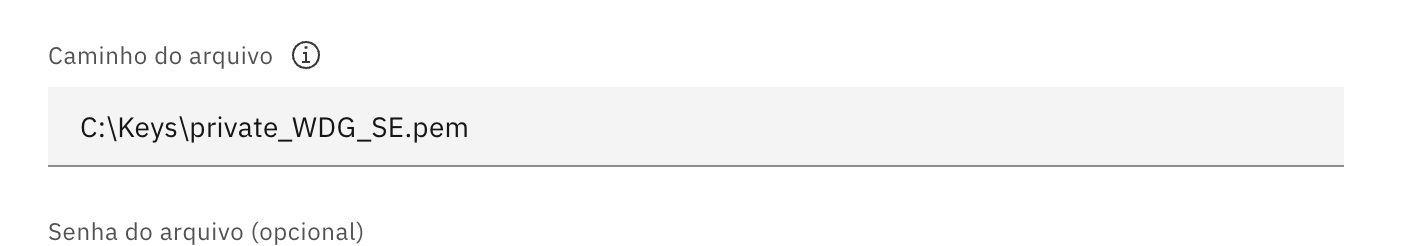 Caminho do arquivo
C:\Keys\private_WDG_SE.pem
Senha do arquivo (opcional)